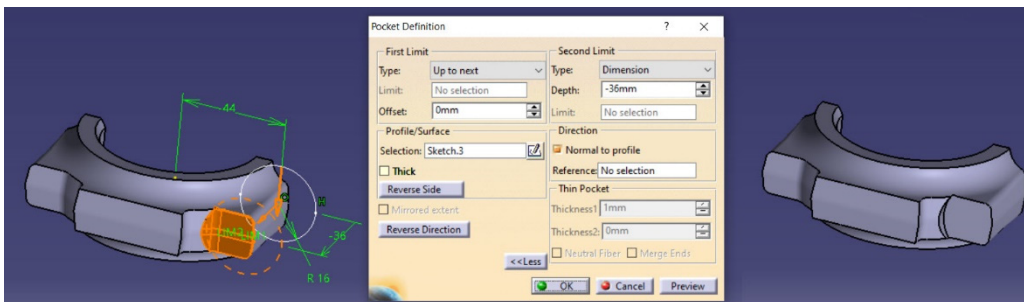 44
-36
R 16
Pocket Definition ? X
First Limit
Type: Up to next
Limit: No selection
Offset: 0mm
Second Limit
Type: Dimension
Depth: -36mm
Limit: No selection
Profile/Surface
Selection: Sketch.3
Thick
Reverse Side
Mirrored extent
Reverse Direction
Direction
Normal to profile
Reference: No selection
Thin Pocket
Thickness1 1mm
Thickness2: 0mm
Neutral Fiber Merge Ends
<<Less
OK Cancel Preview